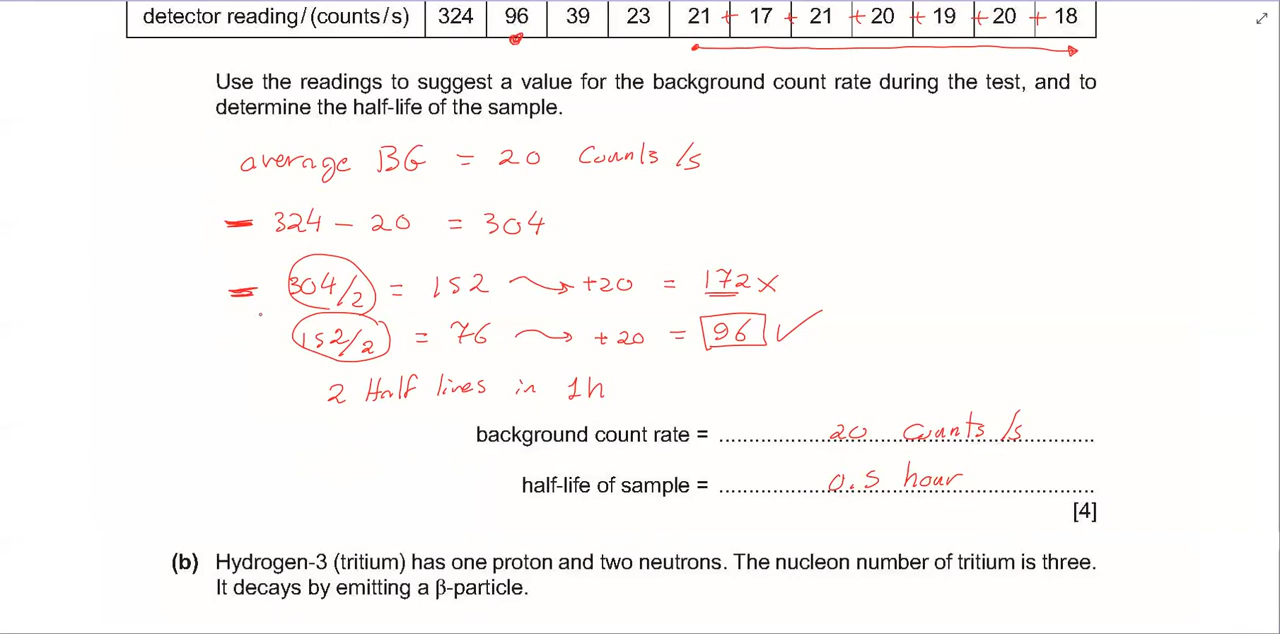 detector reading/(counts/s) 324 96 39 23 21 + 17 + 21 + 20 + 19 + 20 + 18
Use the readings to suggest a value for the background count rate during the test, and to
determine the half-life of the sample.
average BG = 20 Counts /s
= 324 - 20 = 304
= 304/2 = 152 → +20 = 172 ×
152/2 = 76 → +20 = 96 ✓
2 Half lives in 1h
background count rate = ........ 20 counts /s ........
half-life of sample = ........ 0.5 hour ........
[4]
(b) Hydrogen-3 (tritium) has one proton and two neutrons. The nucleon number of tritium is three.
It decays by emitting a β-particle.